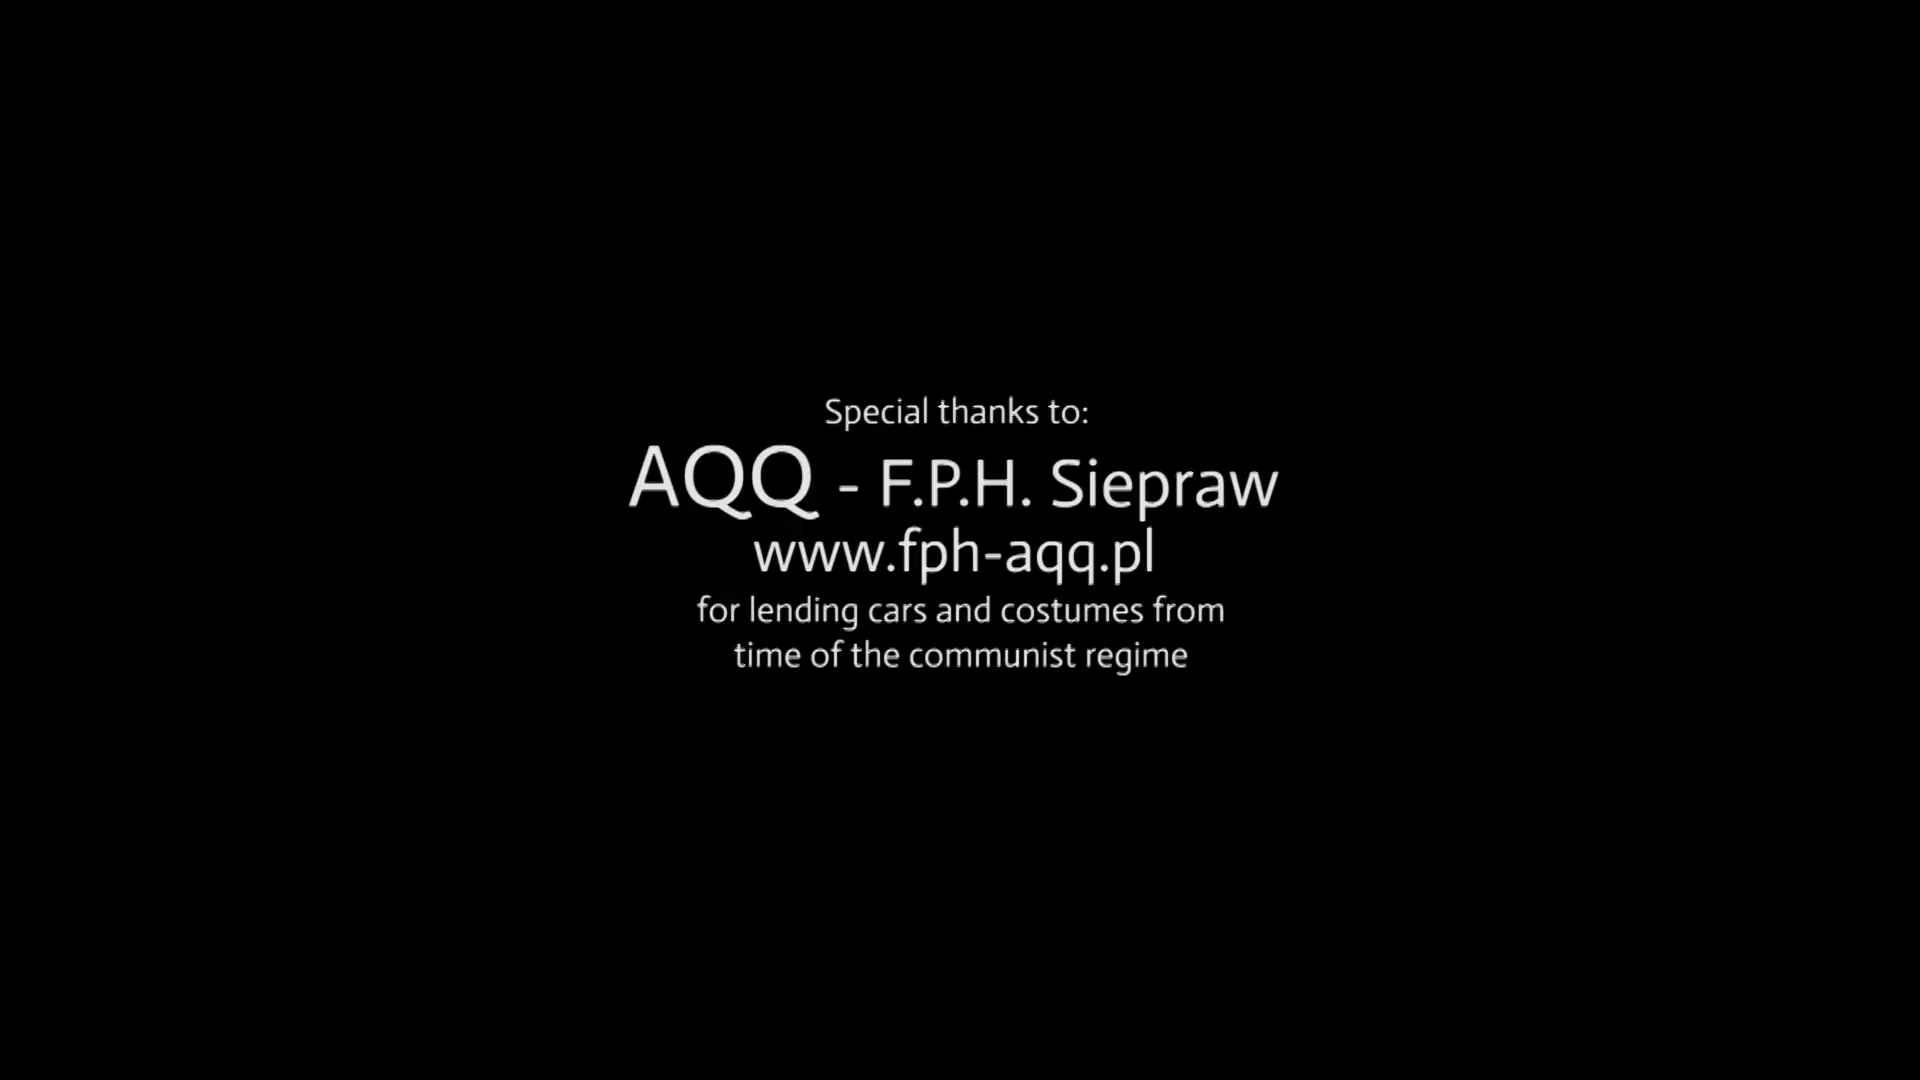 Special thanks to:
AQQ - F.P.H. Siepraw
www.fph-aqq.pl
for lending cars and costumes from
time of the communist regime